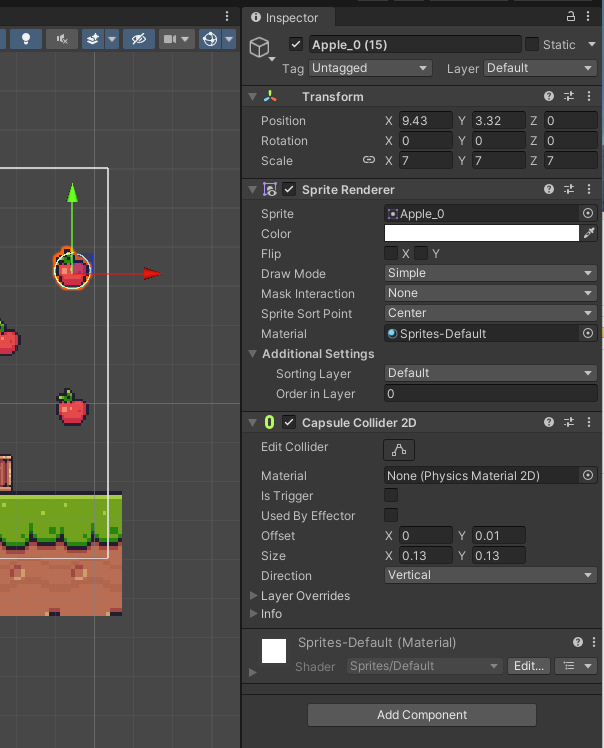 Inspector
Apple_0 (15)
Static
Tag Untagged Layer Default
Transform
Position X 9.43 Y 3.32 Z 0
Rotation X 0 Y 0 Z 0
Scale X 7 Y 7 Z 7
Sprite Renderer
Sprite Apple_0
Color
Flip X Y
Draw Mode Simple
Mask Interaction None
Sprite Sort Point Center
Material Sprites-Default
Additional Settings
Sorting Layer Default
Order in Layer 0
Capsule Collider 2D
Edit Collider
Material None (Physics Material 2D)
Is Trigger
Used By Effector
Offset X 0 Y 0.01
Size X 0.13 Y 0.13
Direction Vertical
Layer Overrides
Info
Sprites-Default (Material)
Shader Sprites/Default Edit...
Add Component